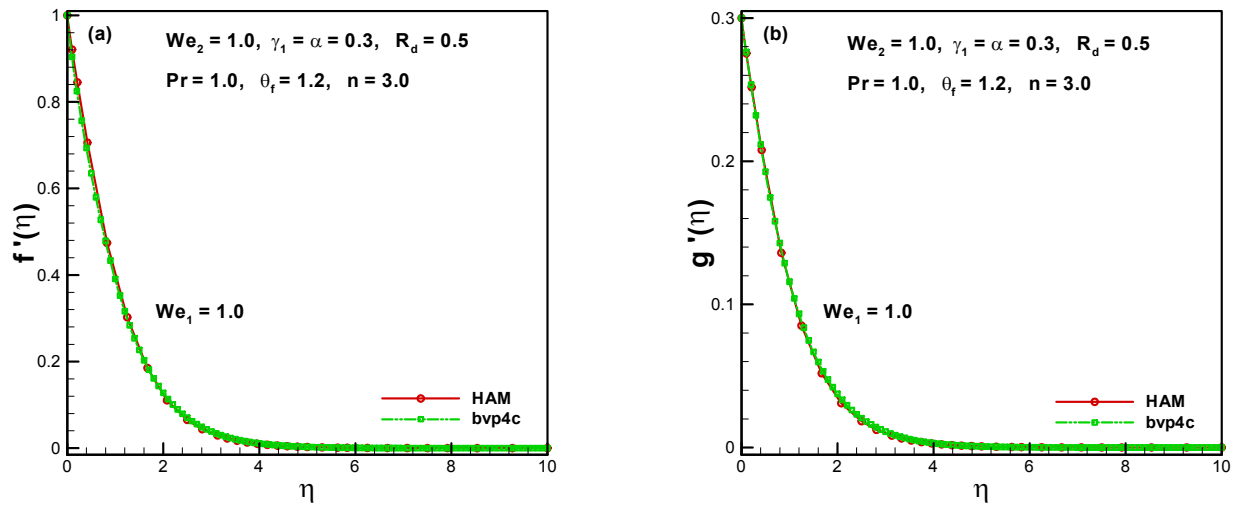 (a)
We₂ = 1.0, γ₁ = α = 0.3, R_d = 0.5
Pr = 1.0, θ_f = 1.2, n = 3.0
We₁ = 1.0
HAM
bvp4c
f '(η)
1
0.8
0.6
0.4
0.2
0
0 2 4 6 8 10
η
(b)
We₂ = 1.0, γ₁ = α = 0.3, R_d = 0.5
Pr = 1.0, θ_f = 1.2, n = 3.0
We₁ = 1.0
HAM
bvp4c
g '(η)
0.3
0.2
0.1
0
0 2 4 6 8 10
η